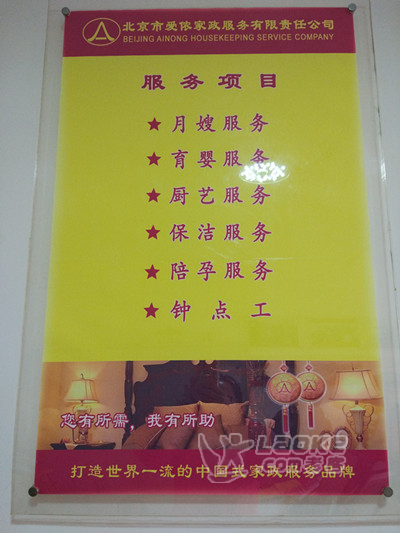 北京市爱侬家政服务有限责任公司
BEIJING AINONG HOUSEKEEPING SERVICE COMPANY
服务项目
★月嫂服务
★育婴服务
★厨艺服务
★保洁服务
★陪孕服务
★钟点工
您有所需，我有所助
打造世界一流的中国式家政服务品牌